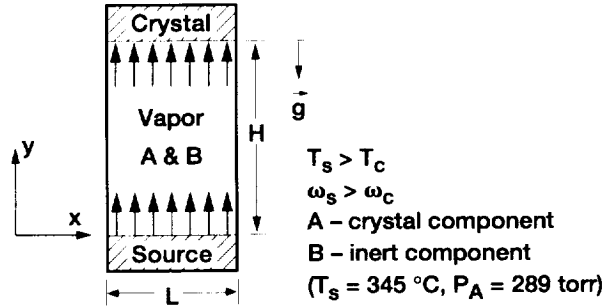 Crystal
g
Vapor
A & B
H
y
x
Source
L
T_s > T_c
ω_s > ω_c
A – crystal component
B – inert component
(T_s = 345 °C, P_A = 289 torr)